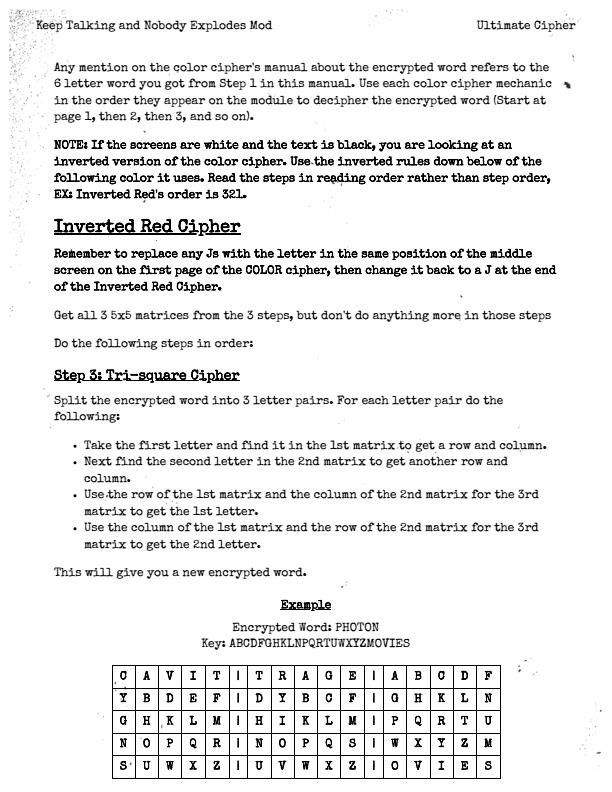 Keep Talking and Nobody Explodes Mod Ultimate Cipher
Any mention on the color cipher's manual about the encrypted word refers to the
6 letter word you got from Step 1 in this manual. Use each color cipher mechanic
in the order they appear on the module to decipher the encrypted word (Start at
page 1, then 2, then 3, and so on).
NOTE: If the screens are white and the text is black, you are looking at an
inverted version of the color cipher. Use the inverted rules down below of the
following color it uses. Read the steps in reading order rather than step order,
EX: Inverted Red's order is 321.
Inverted Red Cipher
Remember to replace any Js with the letter in the same position of the middle
screen on the first page of the COLOR cipher, then change it back to a J at the end
of the Inverted Red Cipher.
Get all 3 5x5 matrices from the 3 steps, but don't do anything more in those steps
Do the following steps in order:
Step 3: Tri-square Cipher
Split the encrypted word into 3 letter pairs. For each letter pair do the
following:
• Take the first letter and find it in the 1st matrix to get a row and column.
• Next find the second letter in the 2nd matrix to get another row and
column.
• Use the row of the 1st matrix and the column of the 2nd matrix for the 3rd
matrix to get the 1st letter.
• Use the column of the 1st matrix and the row of the 2nd matrix for the 3rd
matrix to get the 2nd letter.
This will give you a new encrypted word.
Example
Encrypted Word: PHOTON
Key: ABCDFGHKLNPQRTUWXYZMOVIES
C A V I T | T R A G E | A B C D F
Y B D E F | D Y B C F | G H K L N
G H K L M | H I K L M | P Q R T U
N O P Q R | N O P Q S | W X Y Z M
S U W X Z | U V W X Z | O V I E S